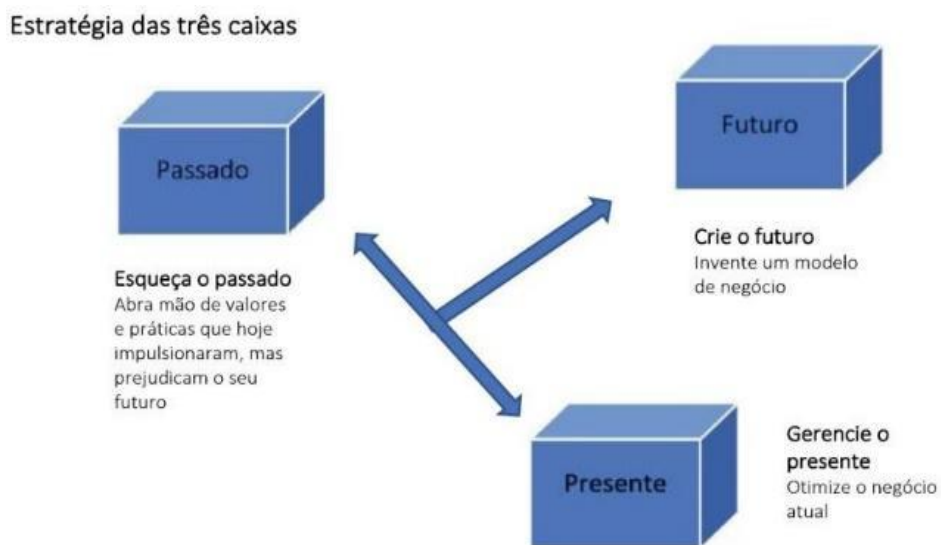 Estratégia das três caixas
Passado
Esqueça o passado
Abra mão de valores
e práticas que hoje
impulsionaram, mas
prejudicam o seu
futuro
Futuro
Crie o futuro
Invente um modelo
de negócio
Presente
Gerencie o
presente
Otimize o negócio
atual